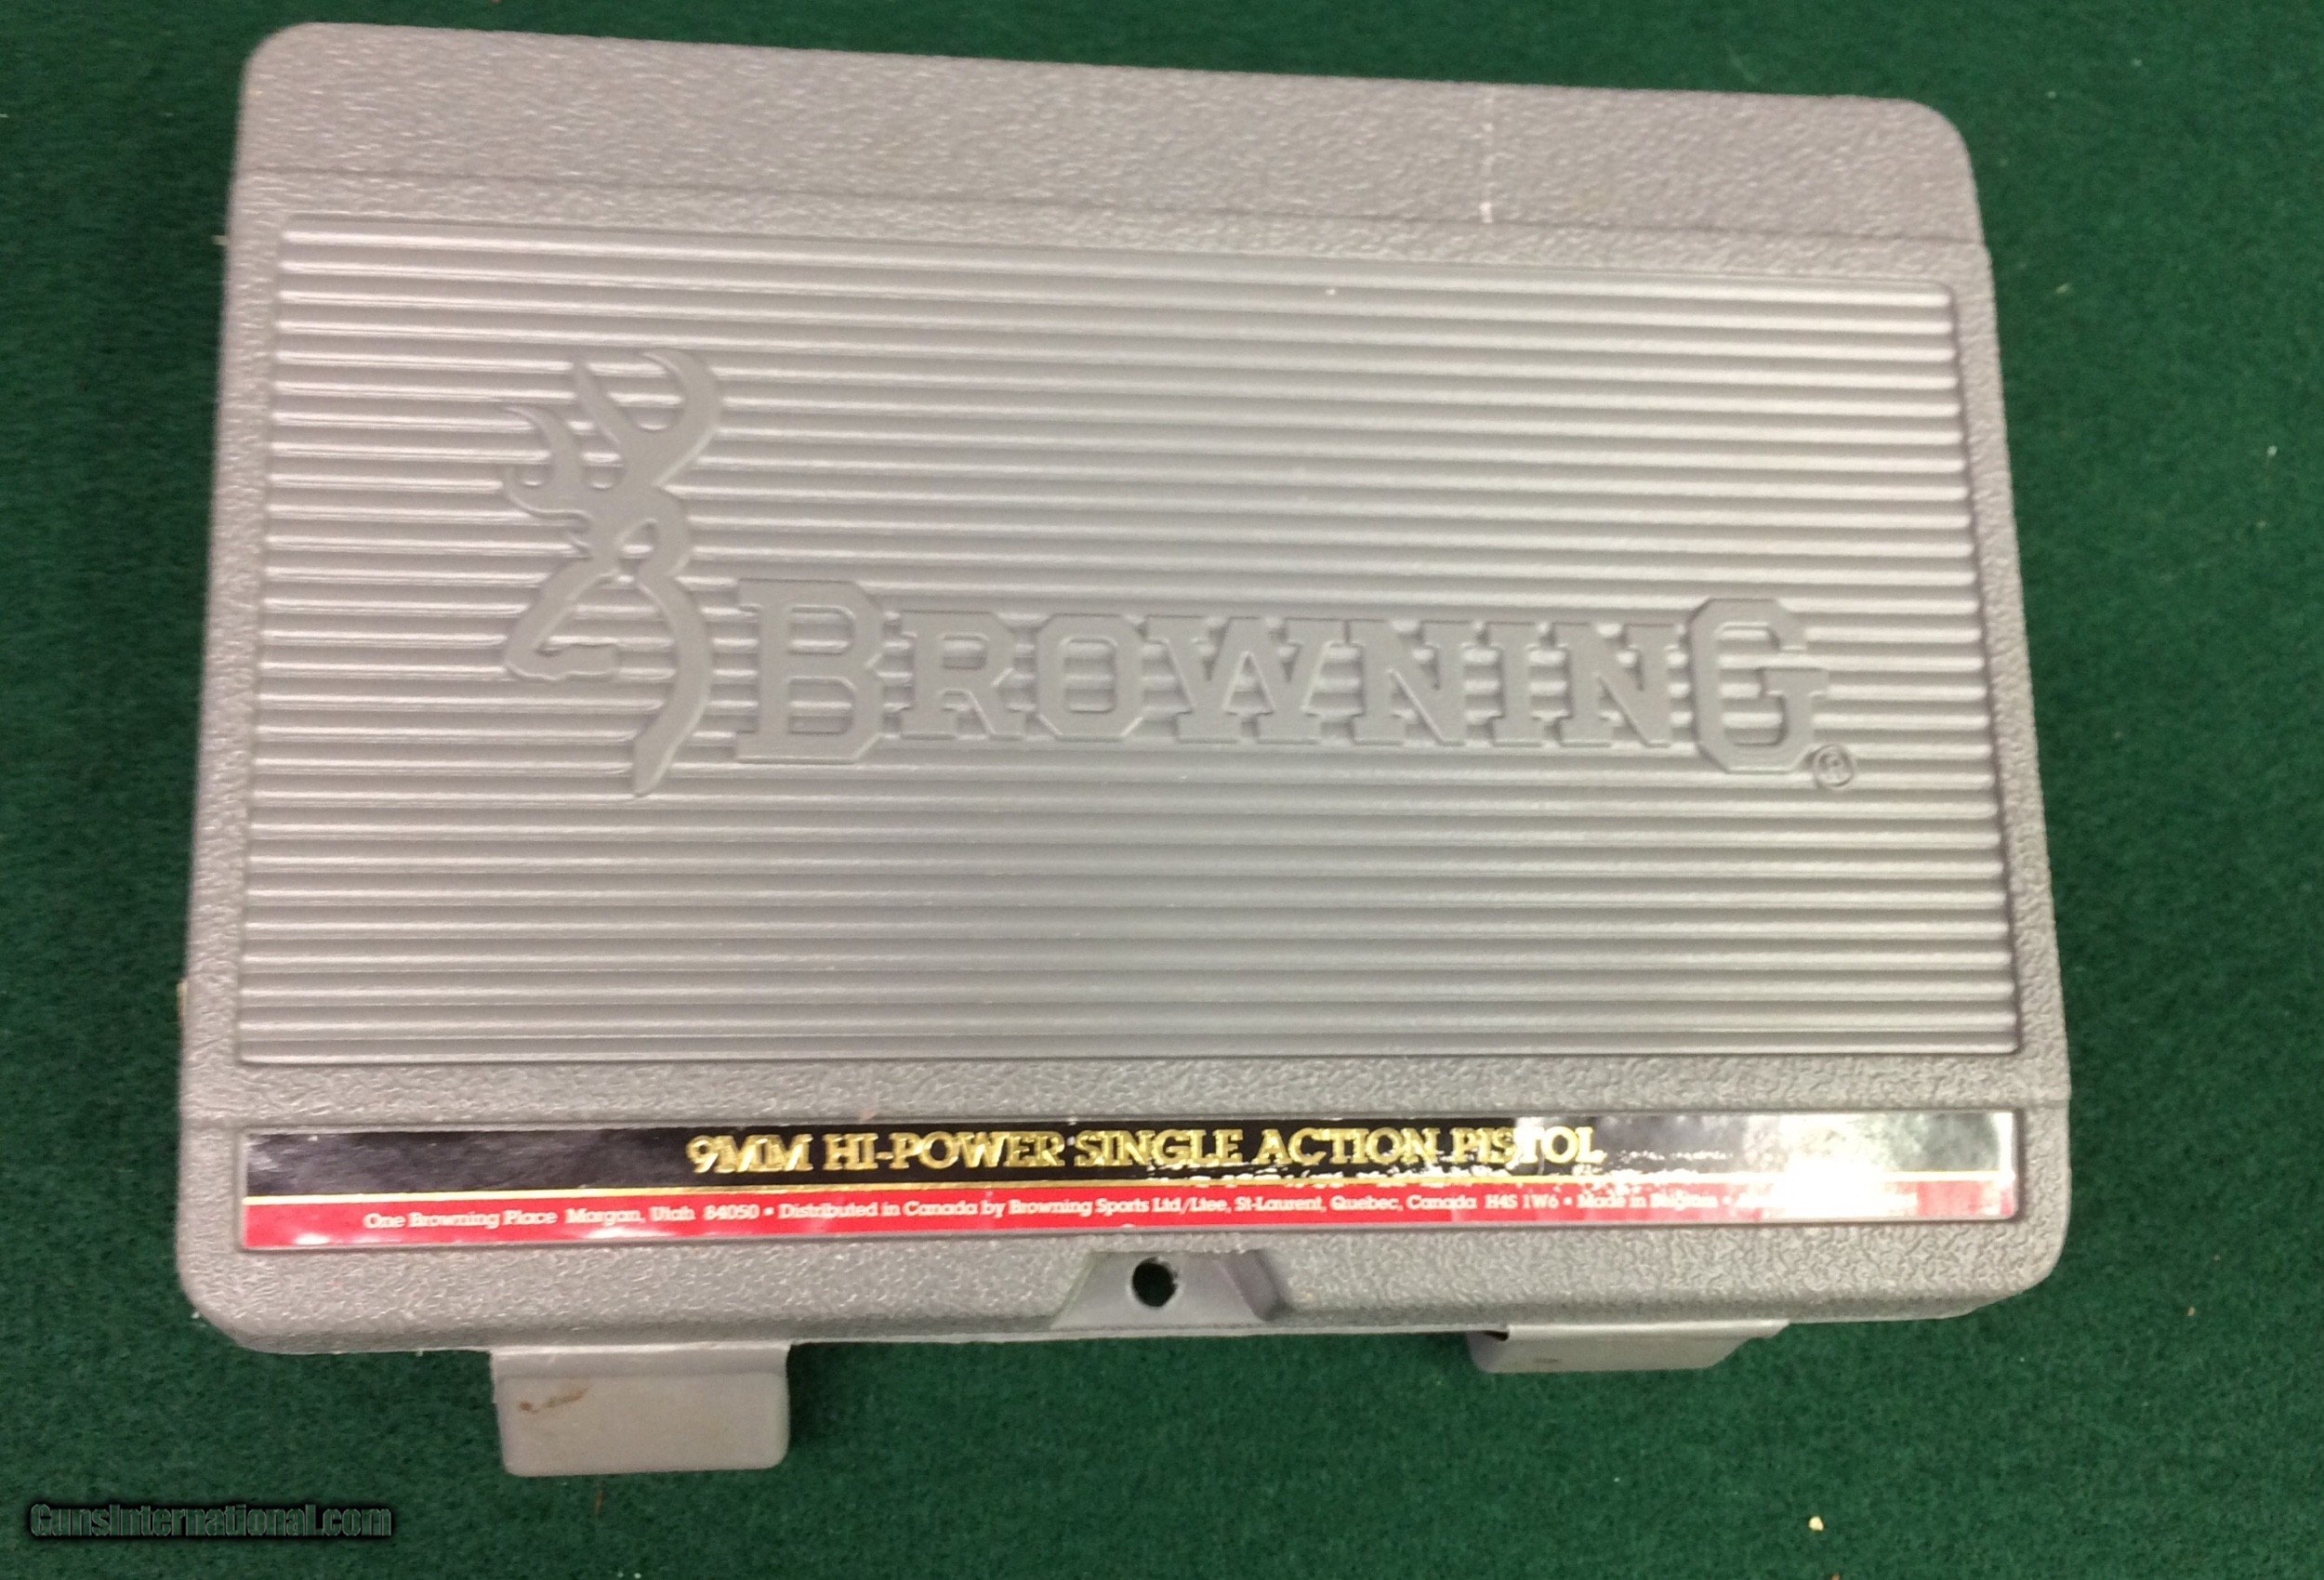 BROWNING®
9MM HI-POWER SINGLE ACTION PISTOL
One Browning Place Morgan, Utah 84050 • Distributed in Canada by Browning Sports Ltd/Ltee, St-Laurent, Quebec, Canada H4S 1W6 • Made in Belgium •
GunsInternational.com